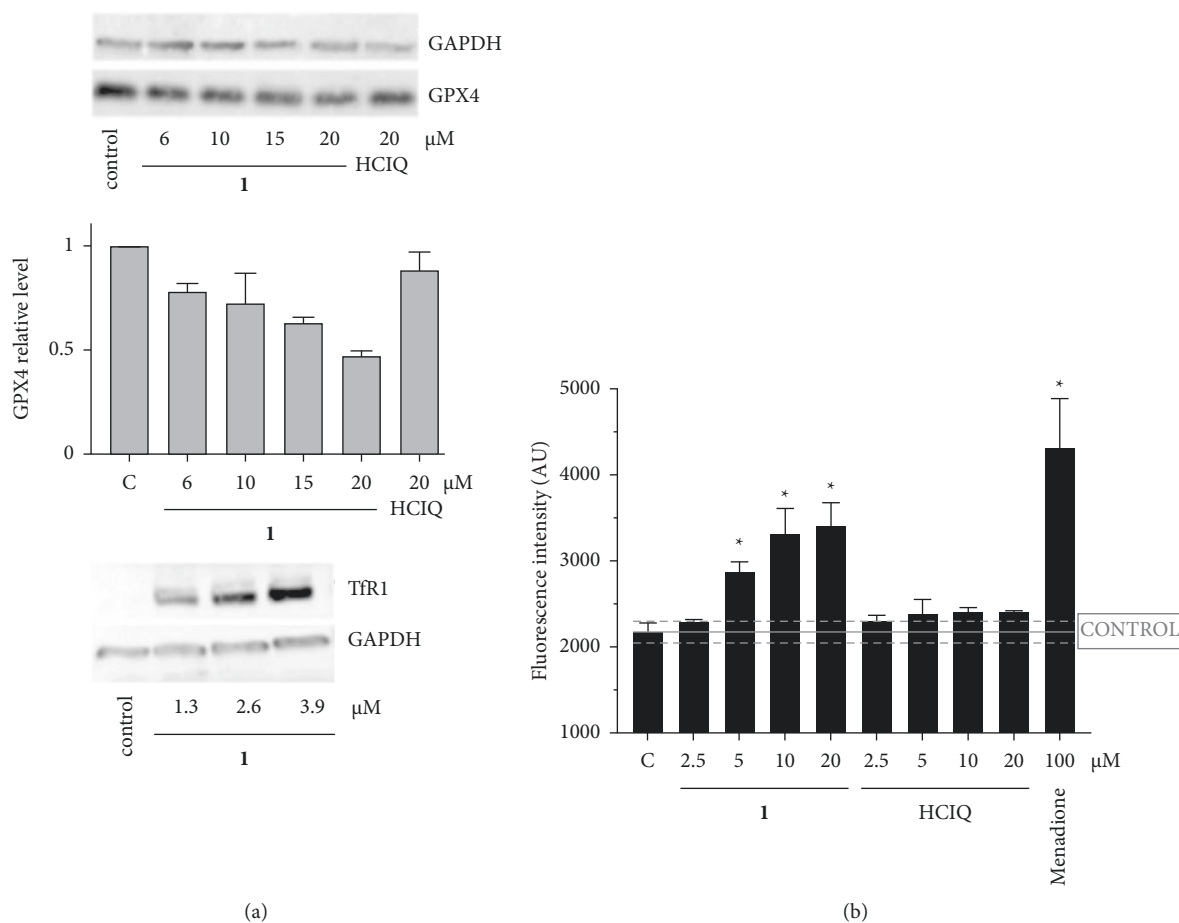 GAPDH
GPX4
control
6 10 15 20 20 μM
HCIQ
1
GPX4 relative level
1
0.5
0
C 6 10 15 20 20 μM
HCIQ
1
TfR1
GAPDH
control
1.3 2.6 3.9 μM
1
(a)
Fluorescence intensity (AU)
5000
4000
3000
2000
1000
* * * *
CONTROL
C 2.5 5 10 20 2.5 5 10 20 100 μM
1 HCIQ
Menadione
(b)